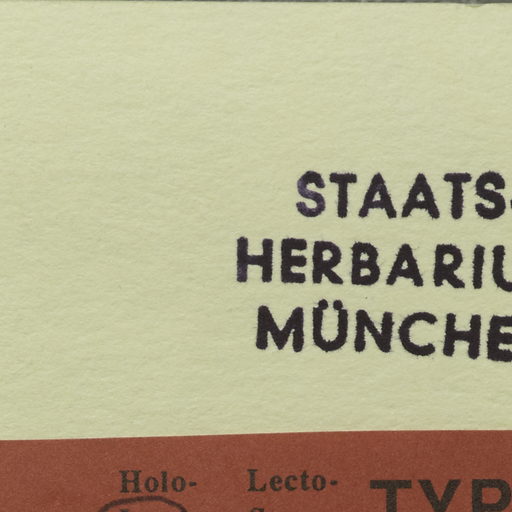 STAATS-
HERBARIU
MÜNCHE
Holo- Lecto-
TYP